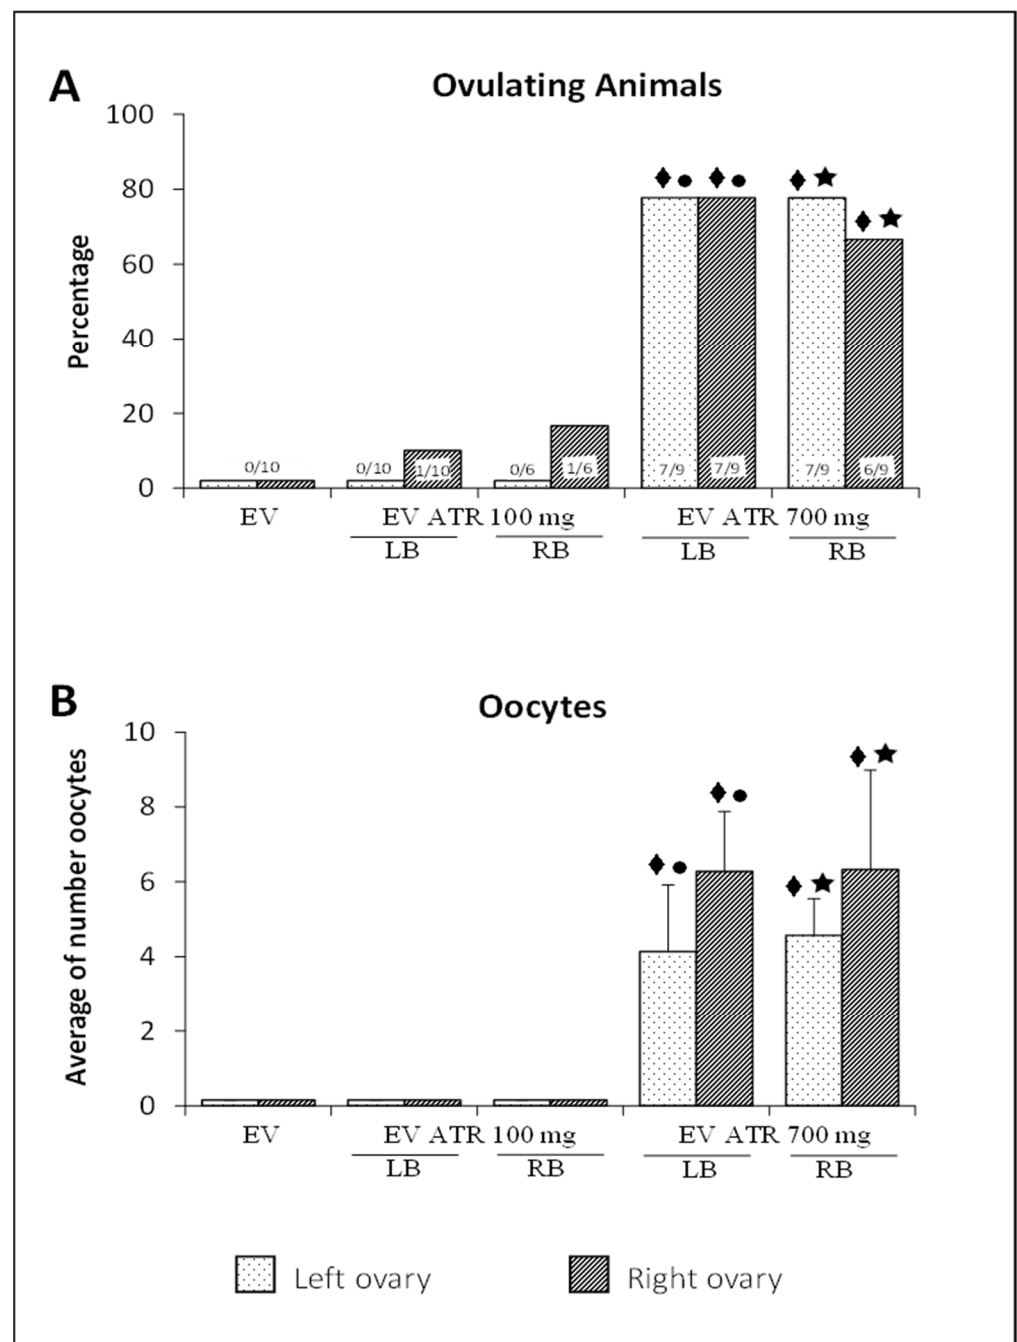 A
Ovulating Animals
Percentage
100
80
60
40
20
0
0/10
0/10
1/10
0/6
1/6
7/9
7/9
7/9
6/9
EV
EV ATR 100 mg
EV ATR 700 mg
LB
RB
LB
RB
B
Oocytes
Average of number oocytes
10
8
6
4
2
0
EV
EV ATR 100 mg
EV ATR 700 mg
LB
RB
LB
RB
Left ovary
Right ovary